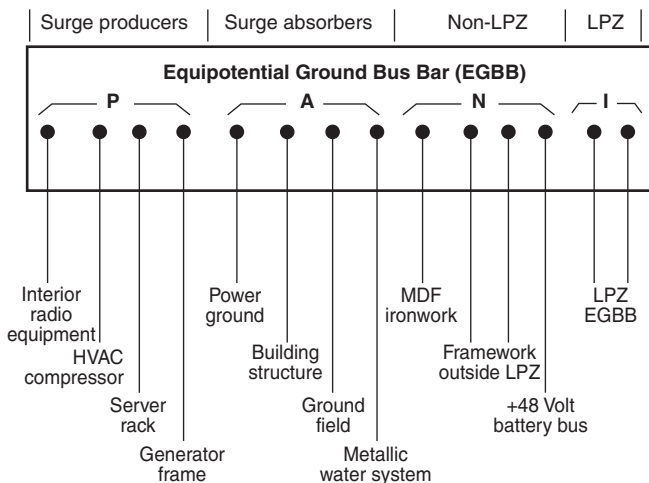 Surge producers Surge absorbers Non-LPZ LPZ
Equipotential Ground Bus Bar (EGBB)
P A N I
Interior
radio
equipment
HVAC
compressor
Server
rack
Generator
frame
Power
ground
Building
structure
Ground
field
Metallic
water system
MDF
ironwork
Framework
outside LPZ
+48 Volt
battery bus
LPZ
EGBB